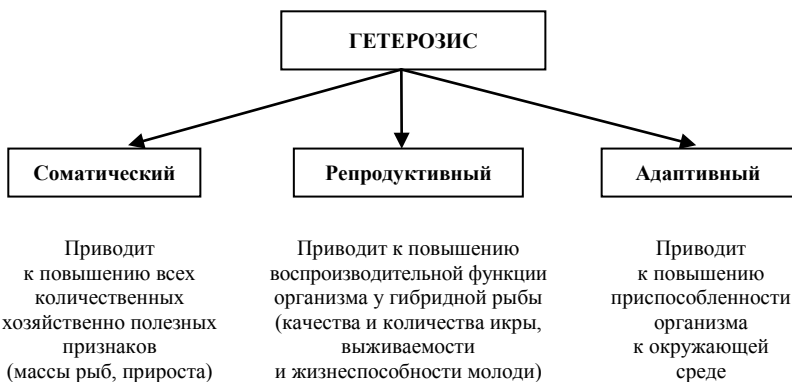 ГЕТЕРОЗИС
Соматический
Репродуктивный
Адаптивный
Приводит
к повышению всех
количественных
хозяйственно полезных
признаков
(массы рыб, прироста)
Приводит к повышению
воспроизводительной функции
организма у гибридной рыбы
(качества и количества икры,
выживаемости
и жизнеспособности молоди)
Приводит
к повышению
приспособленности
организма
к окружающей
среде